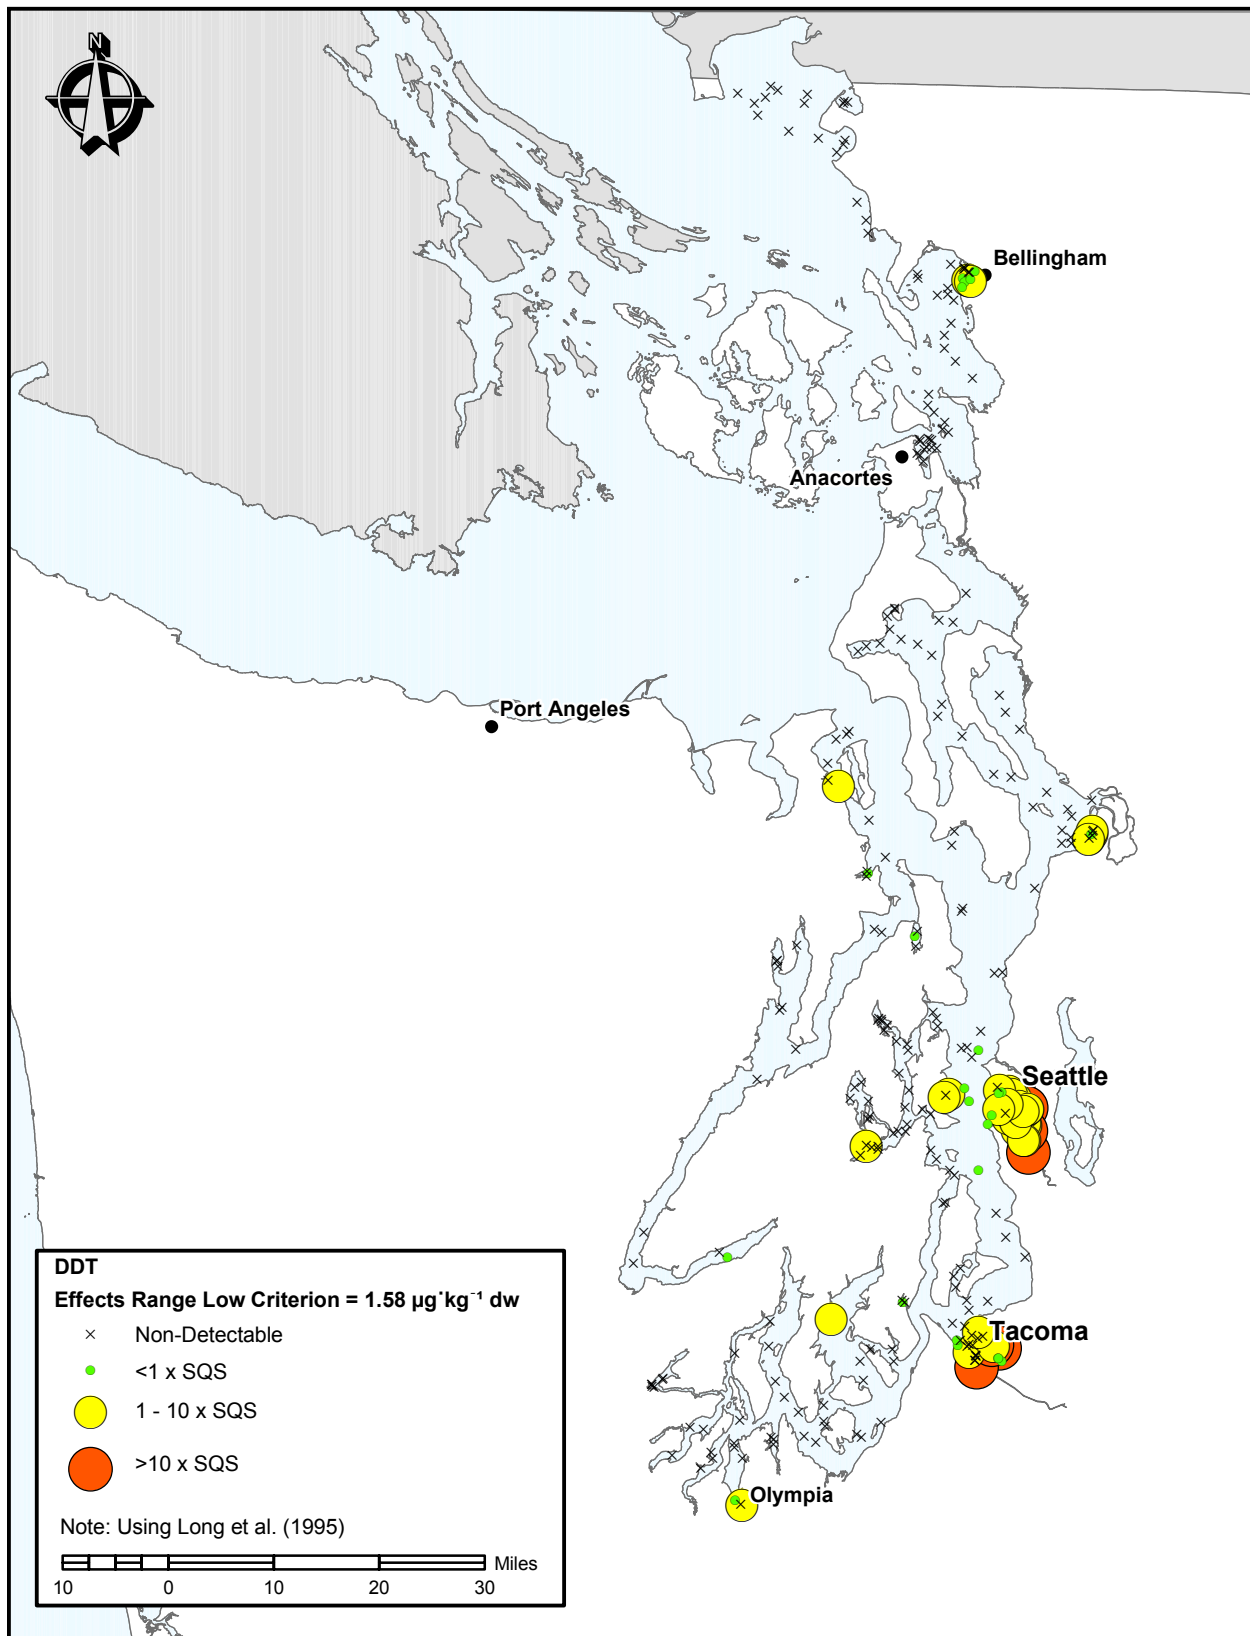 N
Bellingham
Anacortes
Port Angeles
Seattle
Tacoma
Olympia
DDT
Effects Range Low Criterion = 1.58 µg˙kg⁻¹ dw
Non-Detectable
<1 x SQS
1 - 10 x SQS
>10 x SQS
Note: Using Long et al. (1995)
Miles
10 0 10 20 30